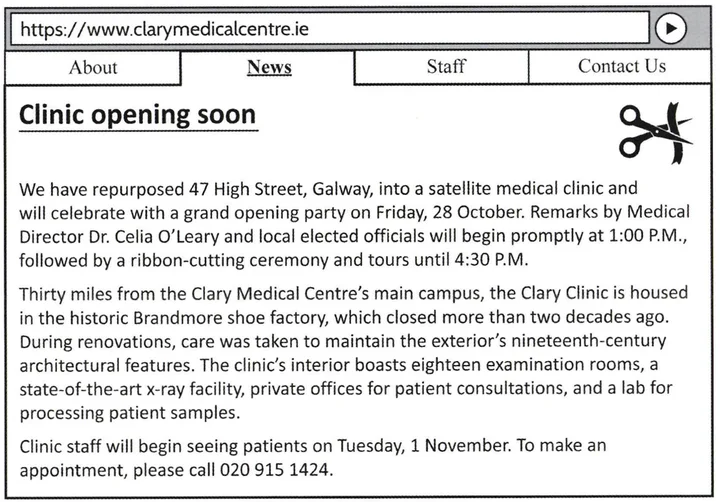 https://www.clarymedicalcentre.ie
About News Staff Contact Us
Clinic opening soon
We have repurposed 47 High Street, Galway, into a satellite medical clinic and
will celebrate with a grand opening party on Friday, 28 October. Remarks by Medical
Director Dr. Celia O'Leary and local elected officials will begin promptly at 1:00 P.M.,
followed by a ribbon-cutting ceremony and tours until 4:30 P.M.
Thirty miles from the Clary Medical Centre's main campus, the Clary Clinic is housed
in the historic Brandmore shoe factory, which closed more than two decades ago.
During renovations, care was taken to maintain the exterior's nineteenth-century
architectural features. The clinic's interior boasts eighteen examination rooms, a
state-of-the-art x-ray facility, private offices for patient consultations, and a lab for
processing patient samples.
Clinic staff will begin seeing patients on Tuesday, 1 November. To make an
appointment, please call 020 915 1424.